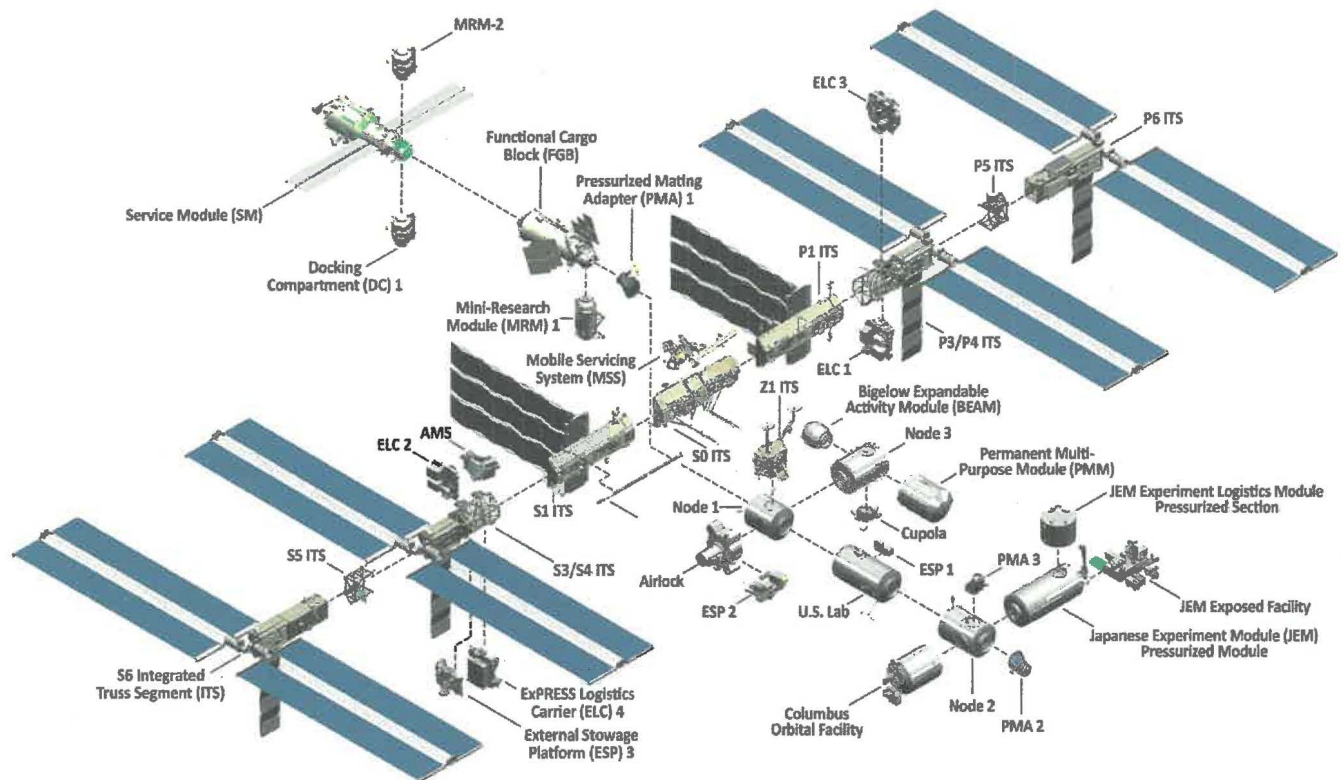 MRM-2
ELC 3
P6 ITS
Functional Cargo
Block (FGB)
P5 ITS
Pressurized Mating
Adapter (PMA) 1
Service Module (SM)
P1 ITS
Docking
Compartment (DC) 1
Mini-Research
Module (MRM) 1
P3/P4 ITS
Mobile Servicing
System (MSS)
ELC 1
Z1 ITS
Bigelow Expandable
Activity Module (BEAM)
Node 3
AMS
ELC 2
S0 ITS
Permanent Multi-
Purpose Module (PMM)
JEM Experiment Logistics Module
Pressurized Section
S1 ITS
Node 1
Cupola
S5 ITS
S3/S4 ITS
Airlock
ESP 1
PMA 3
ESP 2
U.S. Lab
JEM Exposed Facility
Japanese Experiment Module (JEM)
Pressurized Module
S6 Integrated
Truss Segment (ITS)
ExPRESS Logistics
Carrier (ELC) 4
External Stowage
Platform (ESP) 3
Columbus
Orbital Facility
Node 2
PMA 2